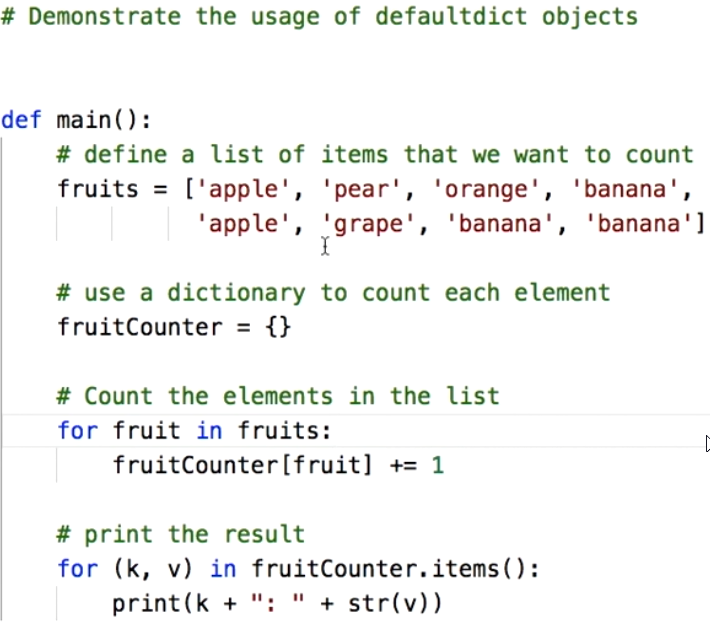 # Demonstrate the usage of defaultdict objects
def main():
# define a list of items that we want to count
fruits = ['apple', 'pear', 'orange', 'banana',
'apple', 'grape', 'banana', 'banana']
# use a dictionary to count each element
fruitCounter = {}
# Count the elements in the list
for fruit in fruits:
fruitCounter[fruit] += 1
# print the result
for (k, v) in fruitCounter.items():
print(k + ": " + str(v))